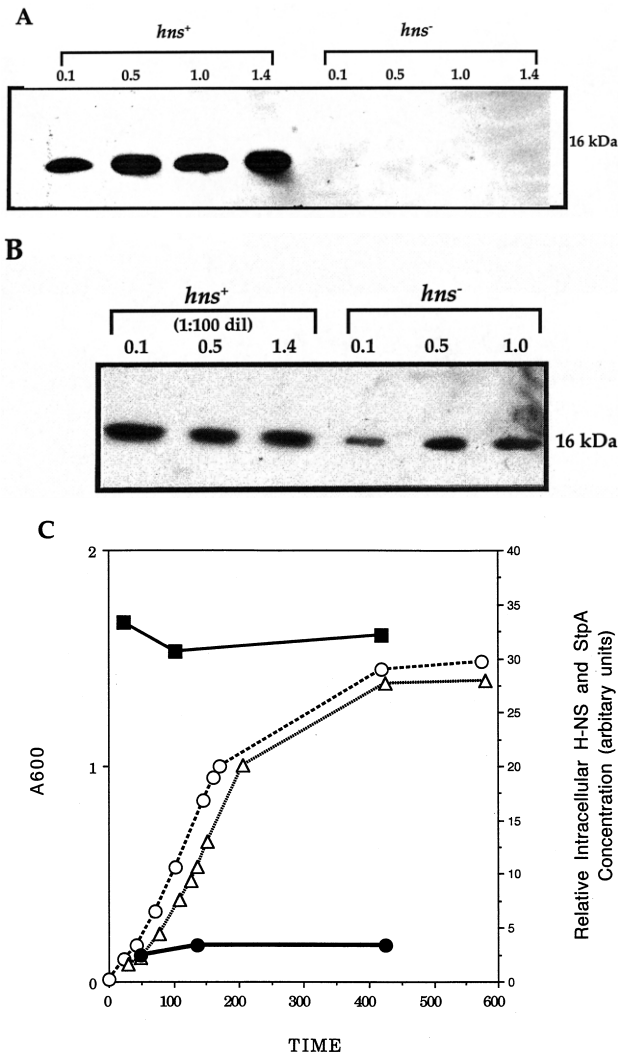 A
hns+ hns-
0.1 0.5 1.0 1.4 0.1 0.5 1.0 1.4
16 kDa
B
hns+ hns-
(1:100 dil)
0.1 0.5 1.4 0.1 0.5 1.0
16 kDa
C
2 40
35
30
25
1 20
15
10
5
0 0
0 100 200 300 400 500 600
TIME
A600
Relative Intracellular H-NS and StpA
Concentration (arbitary units)